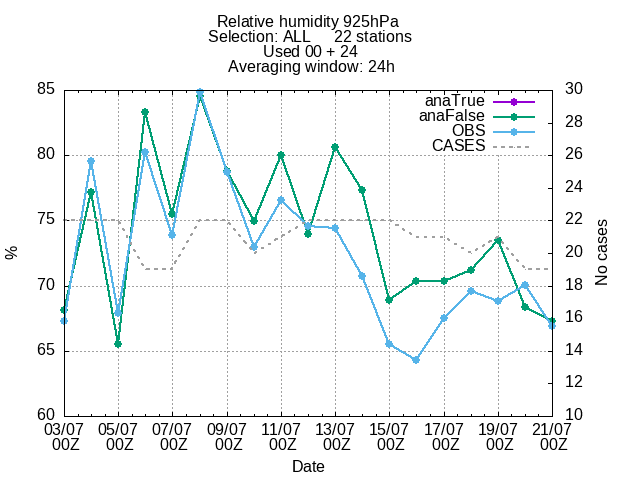 Relative humidity 925hPa
Selection: ALL 22 stations
Used 00 + 24
Averaging window: 24h
85
80
75
70
65
60
%
30
28
26
24
22
20
18
16
14
12
10
No cases
anaTrue
anaFalse
OBS
CASES
03/07 05/07 07/07 09/07 11/07 13/07 15/07 17/07 19/07 21/07
00Z 00Z 00Z 00Z 00Z 00Z 00Z 00Z 00Z 00Z
Date